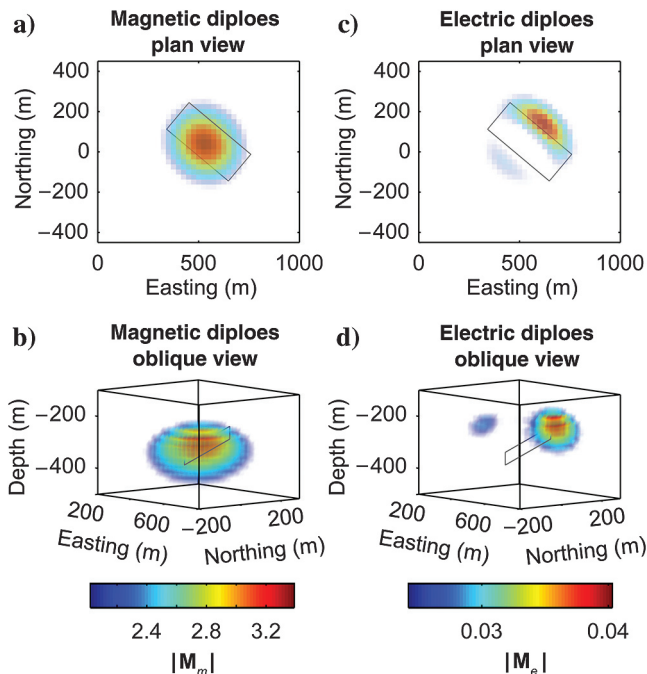 a)
Magnetic diploes
plan view
Northing (m)
400
200
0
−200
−400
0
500
1000
Easting (m)
c)
Electric diploes
plan view
Northing (m)
400
200
0
−200
−400
0
500
1000
Easting (m)
b)
Magnetic diploes
oblique view
Depth (m)
−200
−400
200
600
−200
200
Easting (m)
Northing (m)
2.4
2.8
3.2
|Mm|
d)
Electric diploes
oblique view
Depth (m)
−200
−400
200
600
−200
200
Easting (m)
Northing (m)
0.03
0.04
|Me|